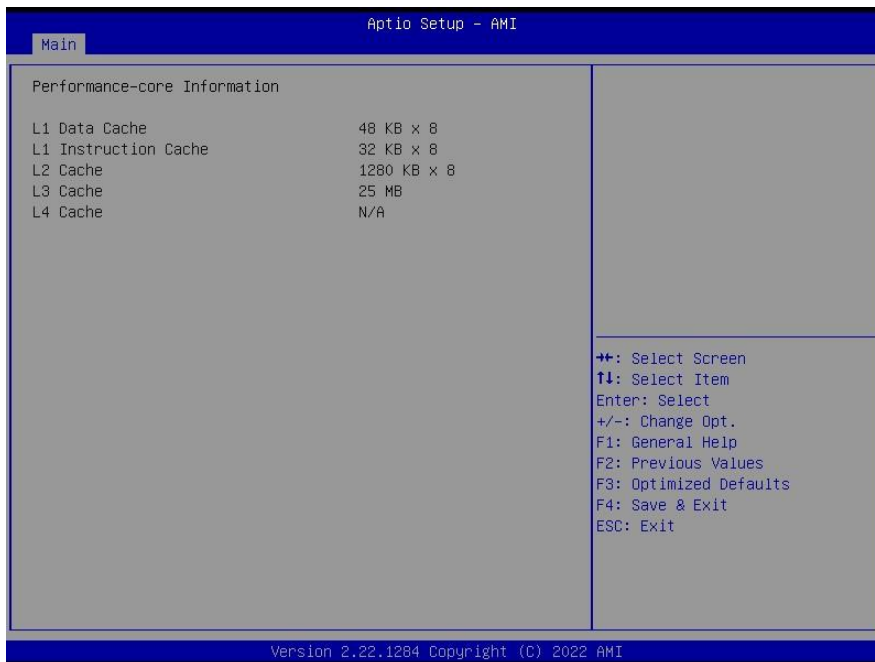 Aptio Setup - AMI
Main
Performance-core Information
L1 Data Cache 48 KB x 8
L1 Instruction Cache 32 KB x 8
L2 Cache 1280 KB x 8
L3 Cache 25 MB
L4 Cache N/A
→←: Select Screen
↑↓: Select Item
Enter: Select
+/-: Change Opt.
F1: General Help
F2: Previous Values
F3: Optimized Defaults
F4: Save & Exit
ESC: Exit
Version 2.22.1284 Copyright (C) 2022 AMI